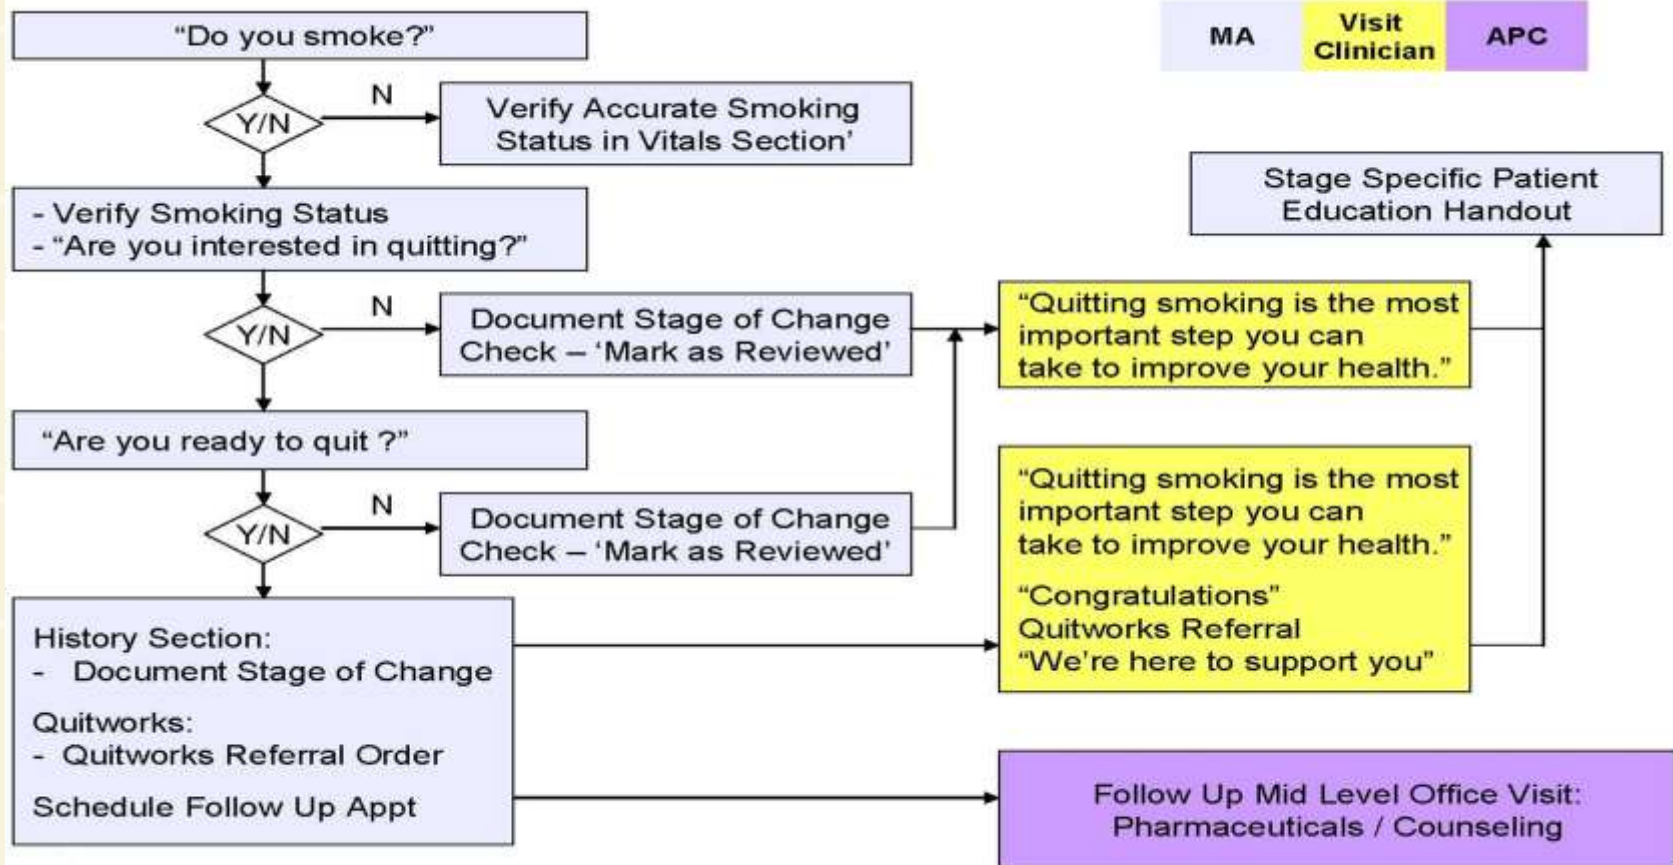 “Do you smoke?”
MA
Visit
Clinician
APC
Y/N
N
Verify Accurate Smoking
Status in Vitals Section’
- Verify Smoking Status
- “Are you interested in quitting?”
Stage Specific Patient
Education Handout
Y/N
N
Document Stage of Change
Check – ‘Mark as Reviewed’
“Quitting smoking is the most
important step you can
take to improve your health.”
“Are you ready to quit ?”
Y/N
N
Document Stage of Change
Check – ‘Mark as Reviewed’
“Quitting smoking is the most
important step you can
take to improve your health.”
“Congratulations”
Quitworks Referral
“We’re here to support you”
History Section:
- Document Stage of Change
Quitworks:
- Quitworks Referral Order
Schedule Follow Up Appt
Follow Up Mid Level Office Visit:
Pharmaceuticals / Counseling